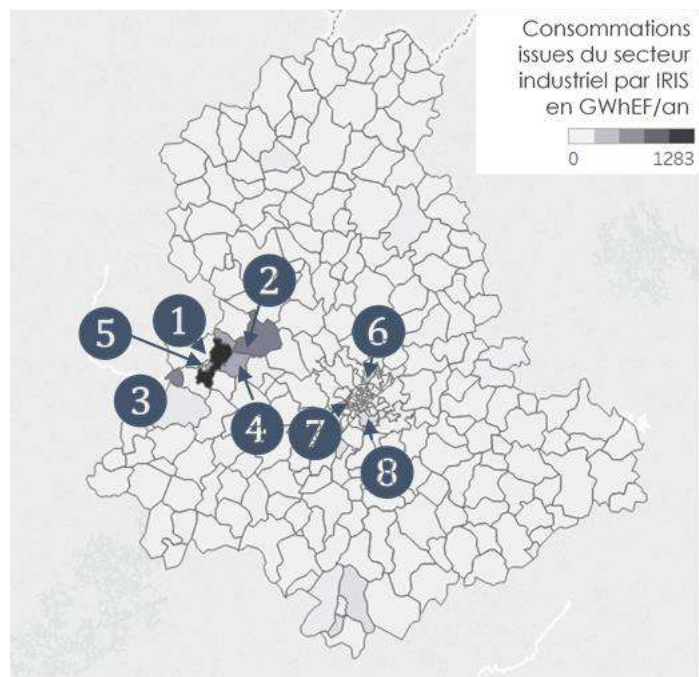 Consommations
issues du secteur
industriel par IRIS
en GWhEF/an
0 1283
2
1
6
5
3
4
7
8